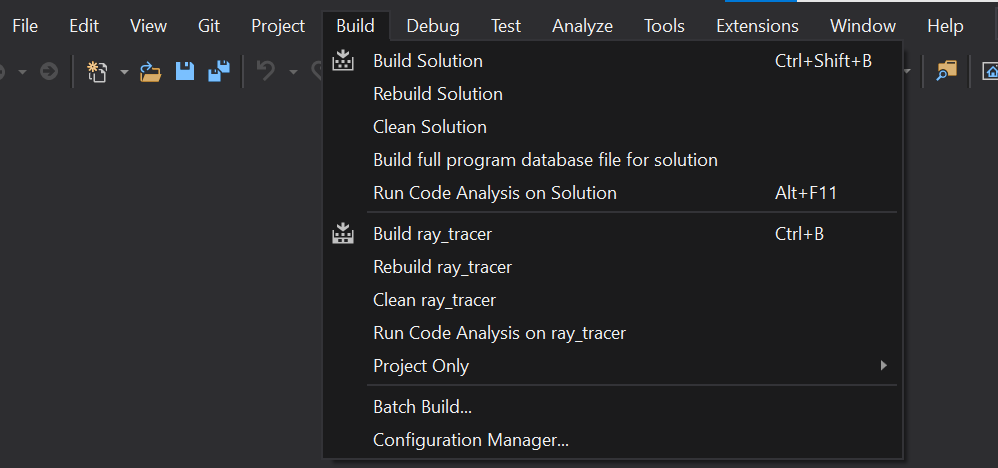 File Edit View Git Project Build Debug Test Analyze Tools Extensions Window Help
Build Solution Ctrl+Shift+B
Rebuild Solution
Clean Solution
Build full program database file for solution
Run Code Analysis on Solution Alt+F11
Build ray_tracer Ctrl+B
Rebuild ray_tracer
Clean ray_tracer
Run Code Analysis on ray_tracer
Project Only
Batch Build...
Configuration Manager...